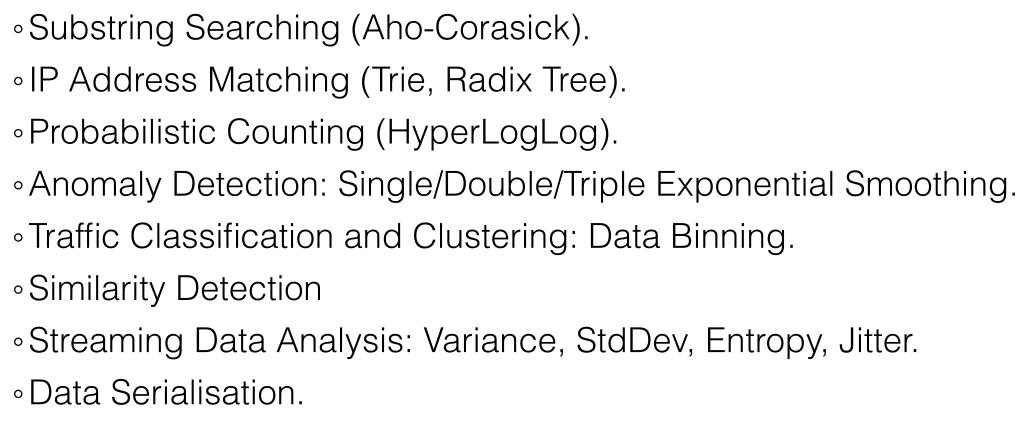 ◦Substring Searching (Aho-Corasick).
◦IP Address Matching (Trie, Radix Tree).
◦Probabilistic Counting (HyperLogLog).
◦Anomaly Detection: Single/Double/Triple Exponential Smoothing.
◦Traffic Classification and Clustering: Data Binning.
◦Similarity Detection
◦Streaming Data Analysis: Variance, StdDev, Entropy, Jitter.
◦Data Serialisation.